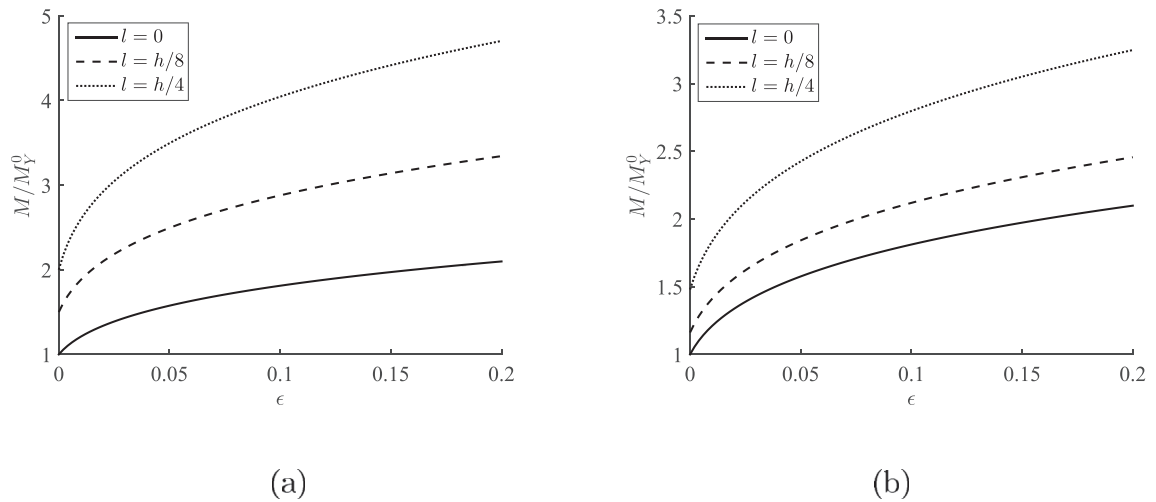 5
4
3
2
1
M/M_Y^0
l = 0
l = h/8
l = h/4
0
0.05
0.1
0.15
0.2
ϵ
(a)
3.5
3
2.5
2
1.5
1
M/M_Y^0
l = 0
l = h/8
l = h/4
0
0.05
0.1
0.15
0.2
ϵ
(b)